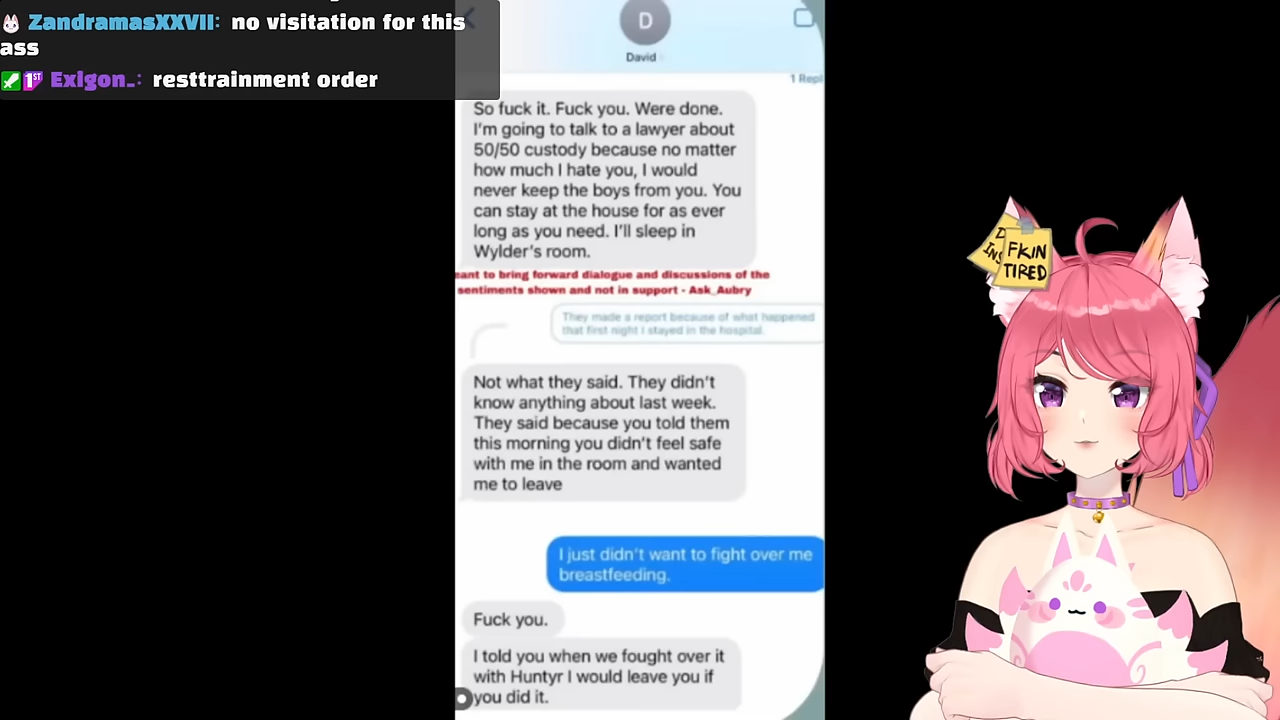 ZandramasXXVII: no visitation for this
ass
1ST Exigon_: resttrainment order
D
David
1 Repl
So fuck it. Fuck you. Were done.
I'm going to talk to a lawyer about
50/50 custody because no matter
how much I hate you, I would
never keep the boys from you. You
can stay at the house for as ever
long as you need. I'll sleep in
Wylder's room.
eant to bring forward dialogue and discussions of the
sentiments shown and not in support - Ask_Aubry
They made a report because of what happened
that first night I stayed in the hospital.
Not what they said. They didn't
know anything about last week.
They said because you told them
this morning you didn't feel safe
with me in the room and wanted
me to leave
I just didn't want to fight over me
breastfeeding.
Fuck you.
I told you when we fought over it
with Huntyr I would leave you if
you did it.
FKIN
TIRED